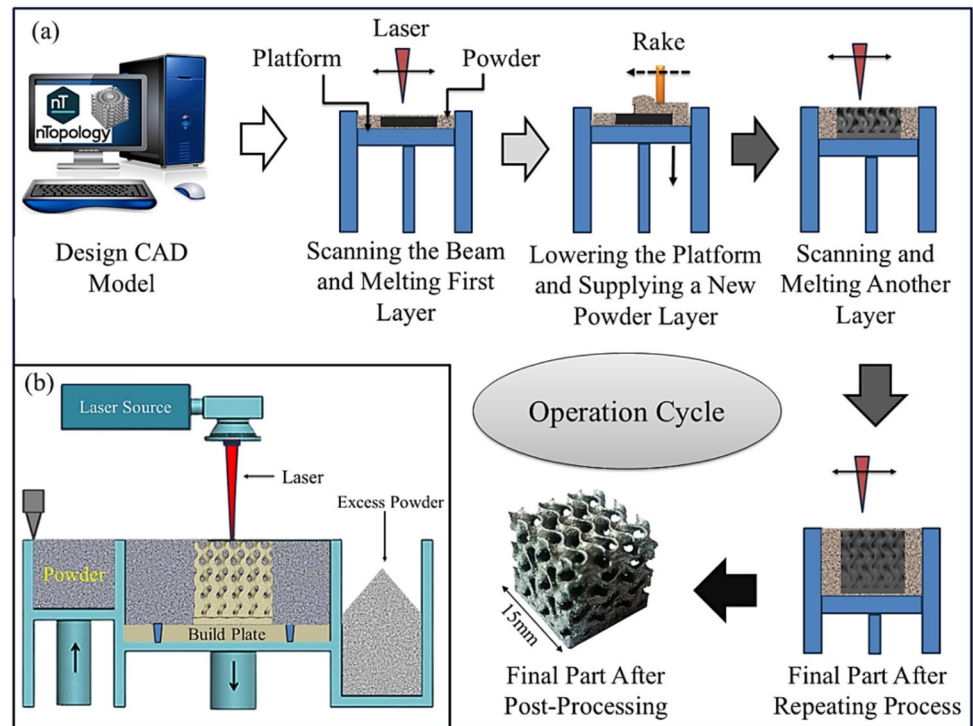 (a)
Laser
Platform
Powder
Rake
nT
nTopology
Design CAD
Model
Scanning the Beam
and Melting First
Layer
Lowering the Platform
and Supplying a New
Powder Layer
Scanning and
Melting Another
Layer
(b)
Laser Source
Laser
Excess Powder
Powder
Build Plate
Operation Cycle
15mm
Final Part After
Post-Processing
Final Part After
Repeating Process